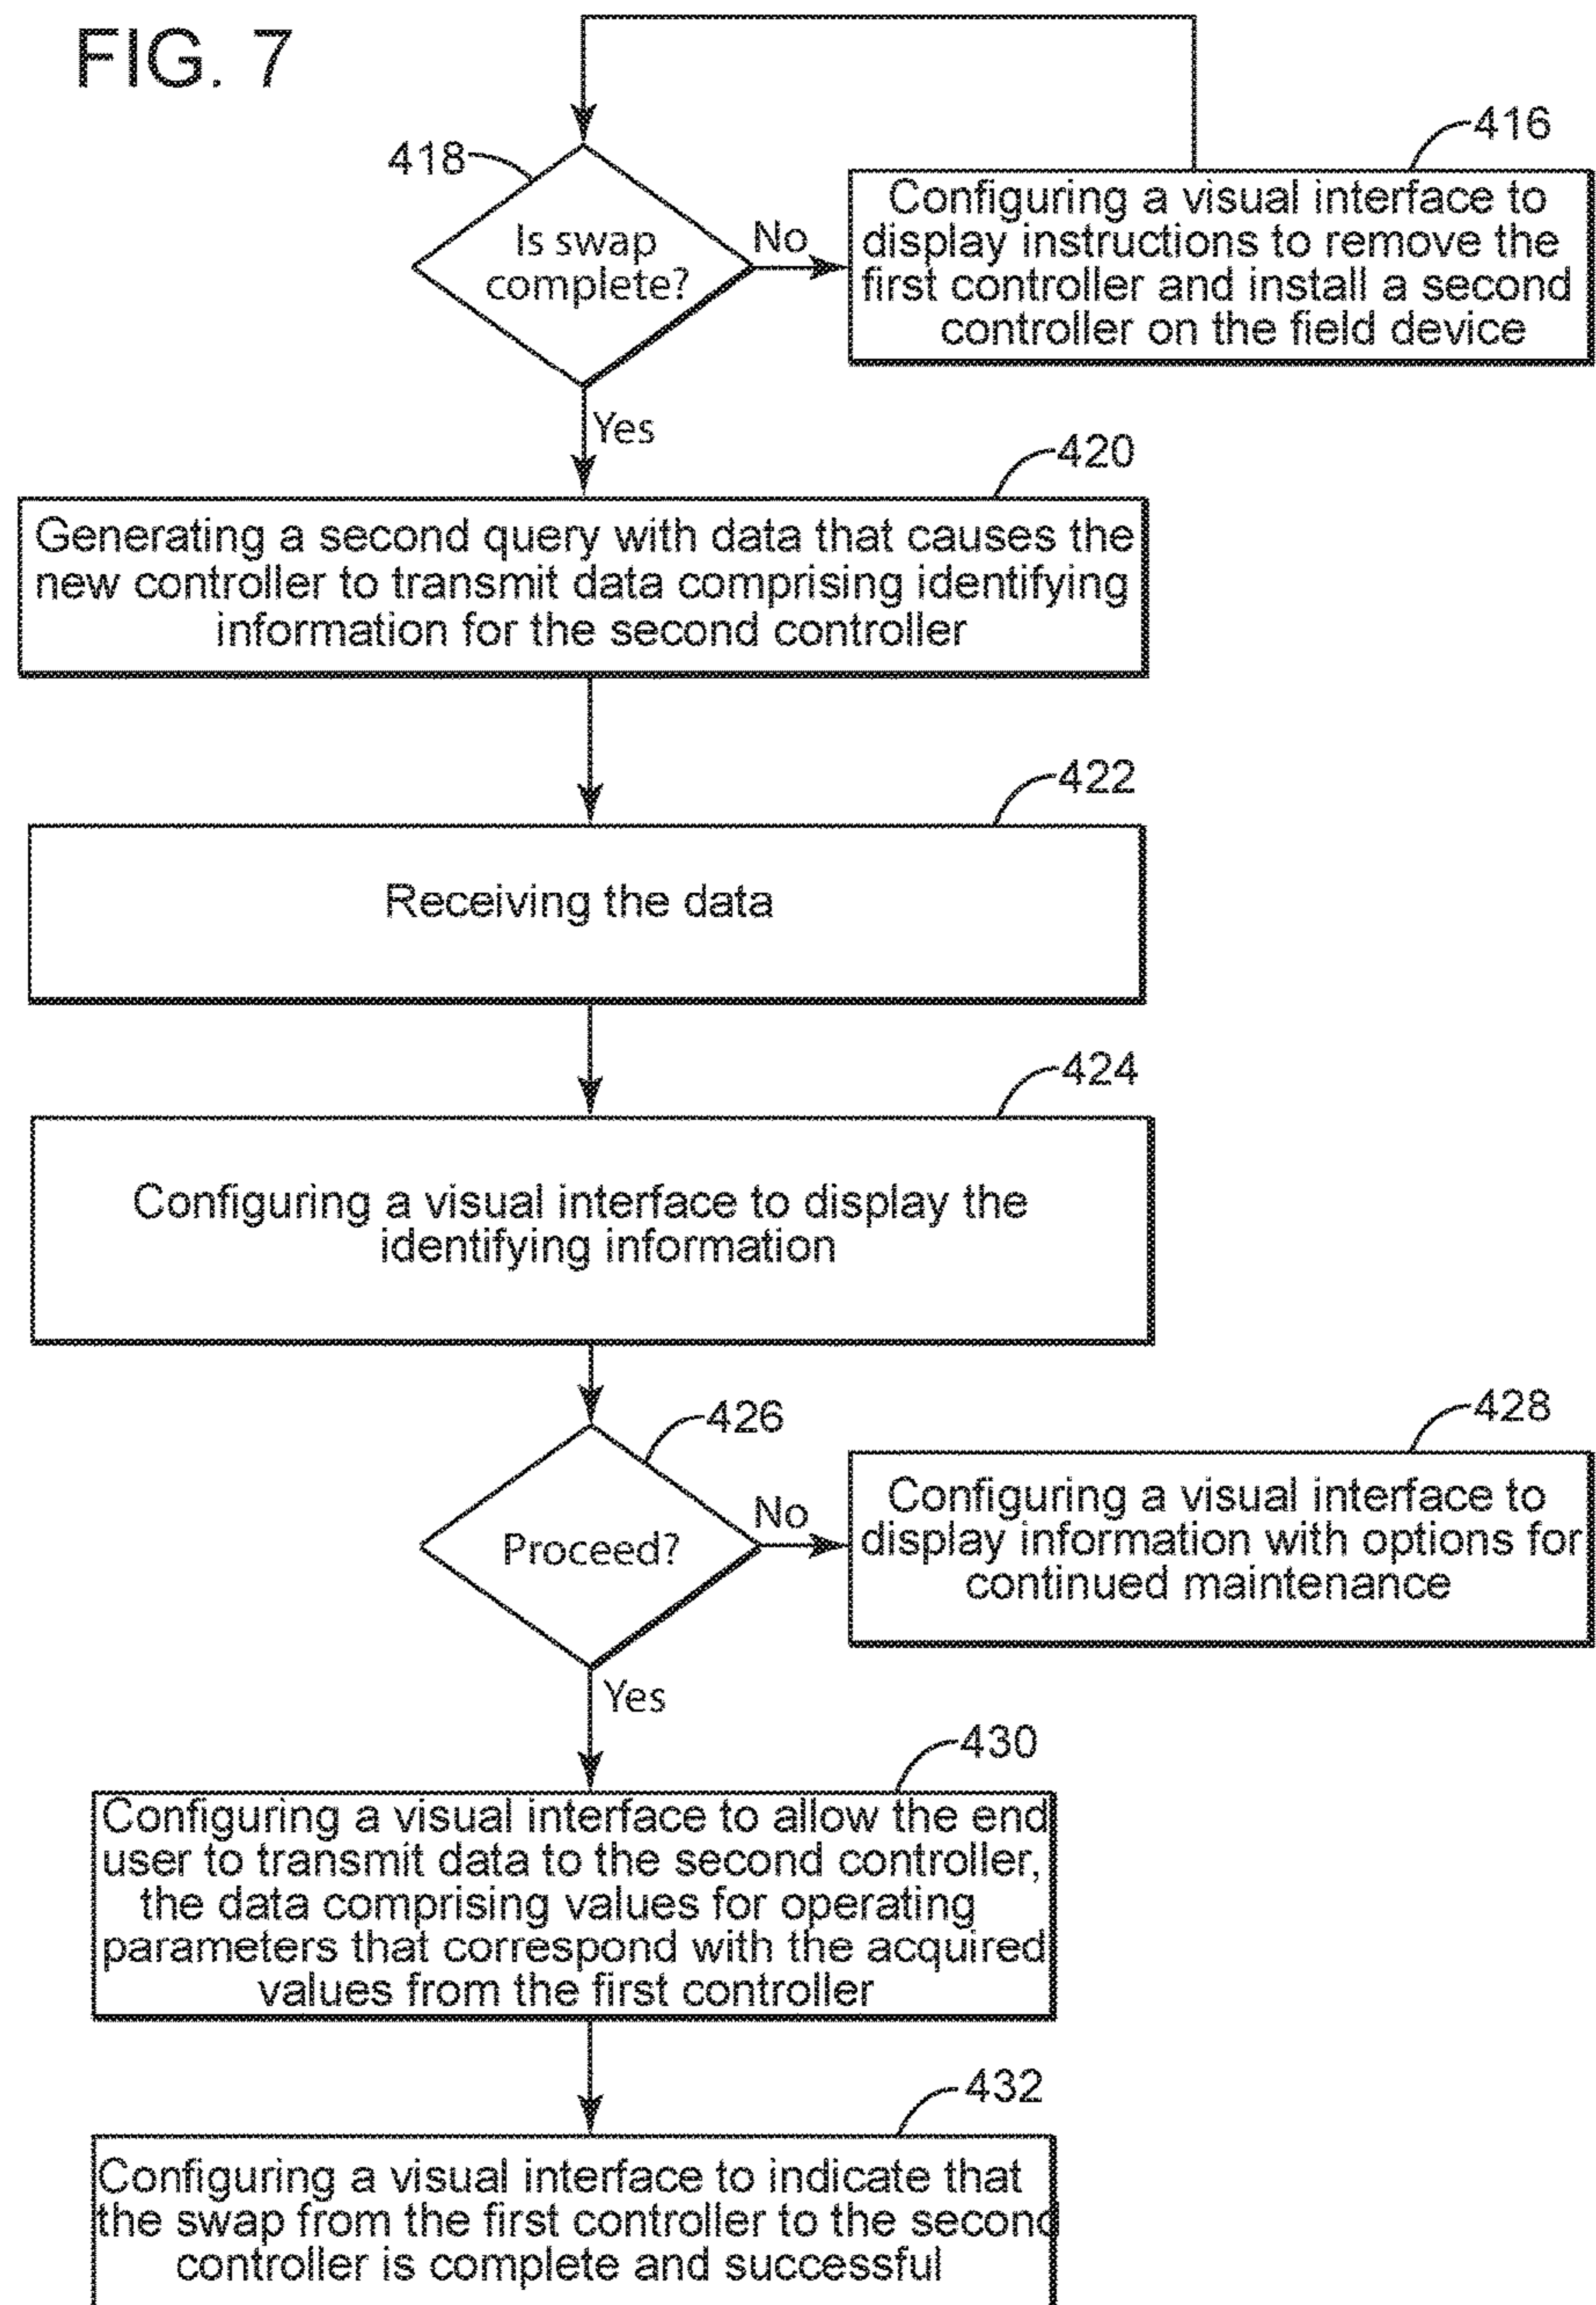 FIG. 7
418
Is swap
complete?
No
416
Configuring a visual interface to
display instructions to remove the
first controller and install a second
controller on the field device
Yes
420
Generating a second query with data that causes the
new controller to transmit data comprising identifying
information for the second controller
422
Receiving the data
424
Configuring a visual interface to display the
identifying information
426
Proceed?
No
428
Configuring a visual interface to
display information with options for
continued maintenance
Yes
430
Configuring a visual interface to allow the end
user to transmit data to the second controller,
the data comprising values for operating
parameters that correspond with the acquired
values from the first controller
432
Configuring a visual interface to indicate that
the swap from the first controller to the second
controller is complete and successful